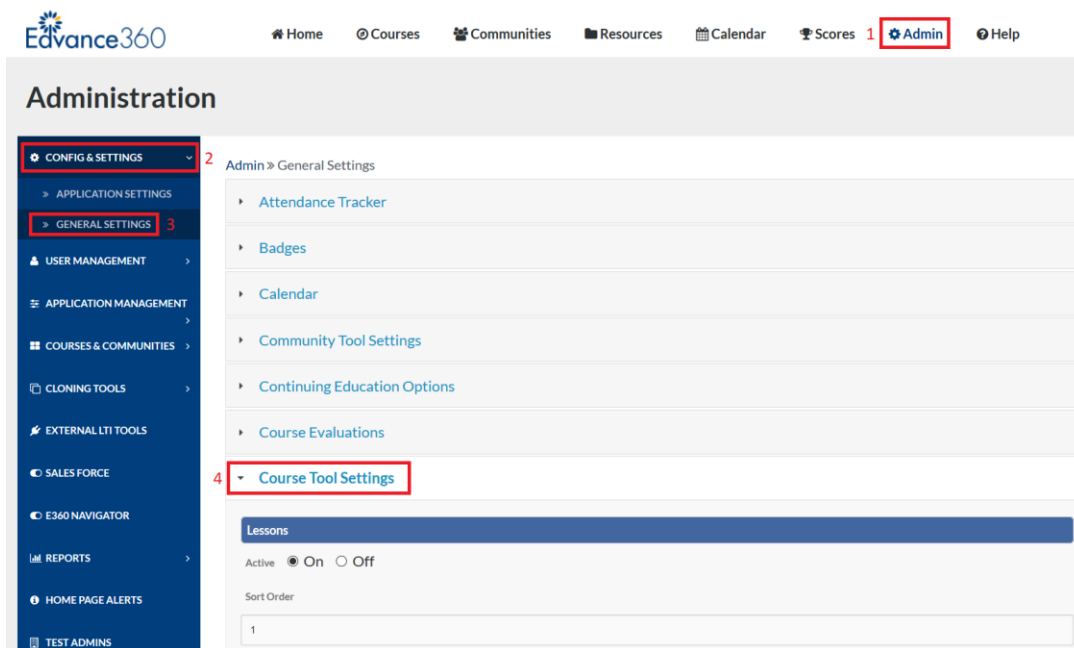 Edvance360
Home Courses Communities Resources Calendar Scores 1 Admin Help
Administration
CONFIG & SETTINGS 2
APPLICATION SETTINGS
GENERAL SETTINGS 3
USER MANAGEMENT
APPLICATION MANAGEMENT
COURSES & COMMUNITIES
CLONING TOOLS
EXTERNAL LTI TOOLS
SALES FORCE
E360 NAVIGATOR
REPORTS
HOME PAGE ALERTS
TEST ADMINS
Admin » General Settings
Attendance Tracker
Badges
Calendar
Community Tool Settings
Continuing Education Options
Course Evaluations
4 Course Tool Settings
Lessons
Active On Off
Sort Order
1